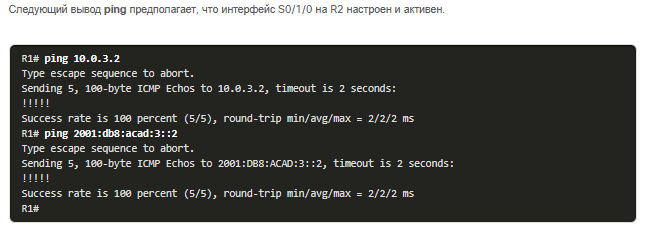 Следующий вывод ping предполагает, что интерфейс S0/1/0 на R2 настроен и активен.
R1# ping 10.0.3.2
Type escape sequence to abort.
Sending 5, 100-byte ICMP Echos to 10.0.3.2, timeout is 2 seconds:
!!!!!
Success rate is 100 percent (5/5), round-trip min/avg/max = 2/2/2 ms
R1# ping 2001:db8:acad:3::2
Type escape sequence to abort.
Sending 5, 100-byte ICMP Echos to 2001:DB8:ACAD:3::2, timeout is 2 seconds:
!!!!!
Success rate is 100 percent (5/5), round-trip min/avg/max = 2/2/2 ms
R1#